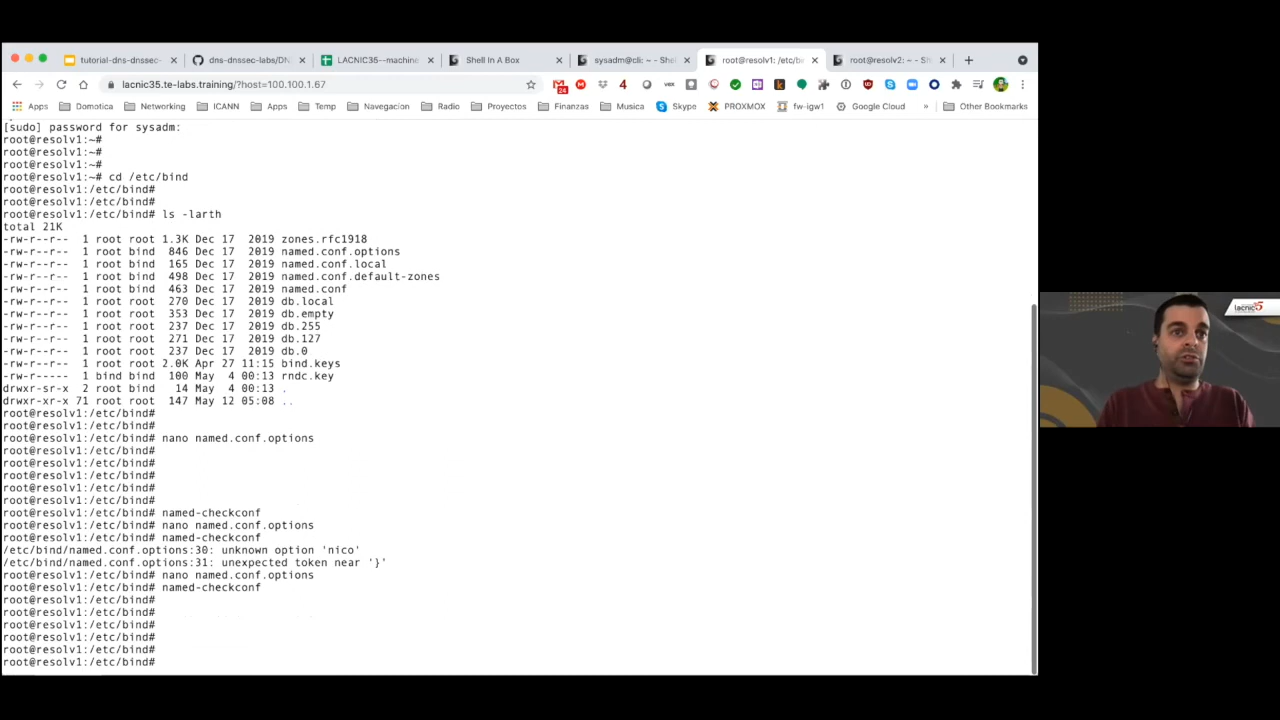 tutorial-dns-dnssec-
dns-dnssec-labs/DN
LACNIC35--machine
Shell In A Box
sysadm@cli: ~ - She
root@resolv1: /etc/b
root@resolv2: ~ - Sh
lacnic35.te-labs.training/?host=100.100.1.67
Apps Domotica Networking ICANN Apps Temp Navegacion Radio Proyectos Finanzas Musica Skype PROXMOX fw-igw1 Google Cloud » Other Bookmarks
[sudo] password for sysadm:
root@resolv1:~#
root@resolv1:~#
root@resolv1:~#
root@resolv1:~# cd /etc/bind
root@resolv1:/etc/bind#
root@resolv1:/etc/bind#
root@resolv1:/etc/bind# ls -larth
total 21K
-rw-r--r-- 1 root root 1.3K Dec 17 2019 zones.rfc1918
-rw-r--r-- 1 root bind 846 Dec 17 2019 named.conf.options
-rw-r--r-- 1 root bind 165 Dec 17 2019 named.conf.local
-rw-r--r-- 1 root bind 498 Dec 17 2019 named.conf.default-zones
-rw-r--r-- 1 root bind 463 Dec 17 2019 named.conf
-rw-r--r-- 1 root root 270 Dec 17 2019 db.local
-rw-r--r-- 1 root root 353 Dec 17 2019 db.empty
-rw-r--r-- 1 root root 237 Dec 17 2019 db.255
-rw-r--r-- 1 root root 271 Dec 17 2019 db.127
-rw-r--r-- 1 root root 237 Dec 17 2019 db.0
-rw-r--r-- 1 root root 2.0K Apr 27 11:15 bind.keys
-rw-r----- 1 bind bind 100 May 4 00:13 rndc.key
drwxr-sr-x 2 root bind 14 May 4 00:13 .
drwxr-xr-x 71 root root 147 May 12 05:08 ..
root@resolv1:/etc/bind#
root@resolv1:/etc/bind#
root@resolv1:/etc/bind# nano named.conf.options
root@resolv1:/etc/bind#
root@resolv1:/etc/bind#
root@resolv1:/etc/bind#
root@resolv1:/etc/bind#
root@resolv1:/etc/bind#
root@resolv1:/etc/bind# named-checkconf
root@resolv1:/etc/bind# nano named.conf.options
root@resolv1:/etc/bind# named-checkconf
/etc/bind/named.conf.options:30: unknown option 'nico'
/etc/bind/named.conf.options:31: unexpected token near '}'
root@resolv1:/etc/bind# nano named.conf.options
root@resolv1:/etc/bind# named-checkconf
root@resolv1:/etc/bind#
root@resolv1:/etc/bind#
root@resolv1:/etc/bind#
root@resolv1:/etc/bind#
root@resolv1:/etc/bind#
root@resolv1:/etc/bind#
lacnic35